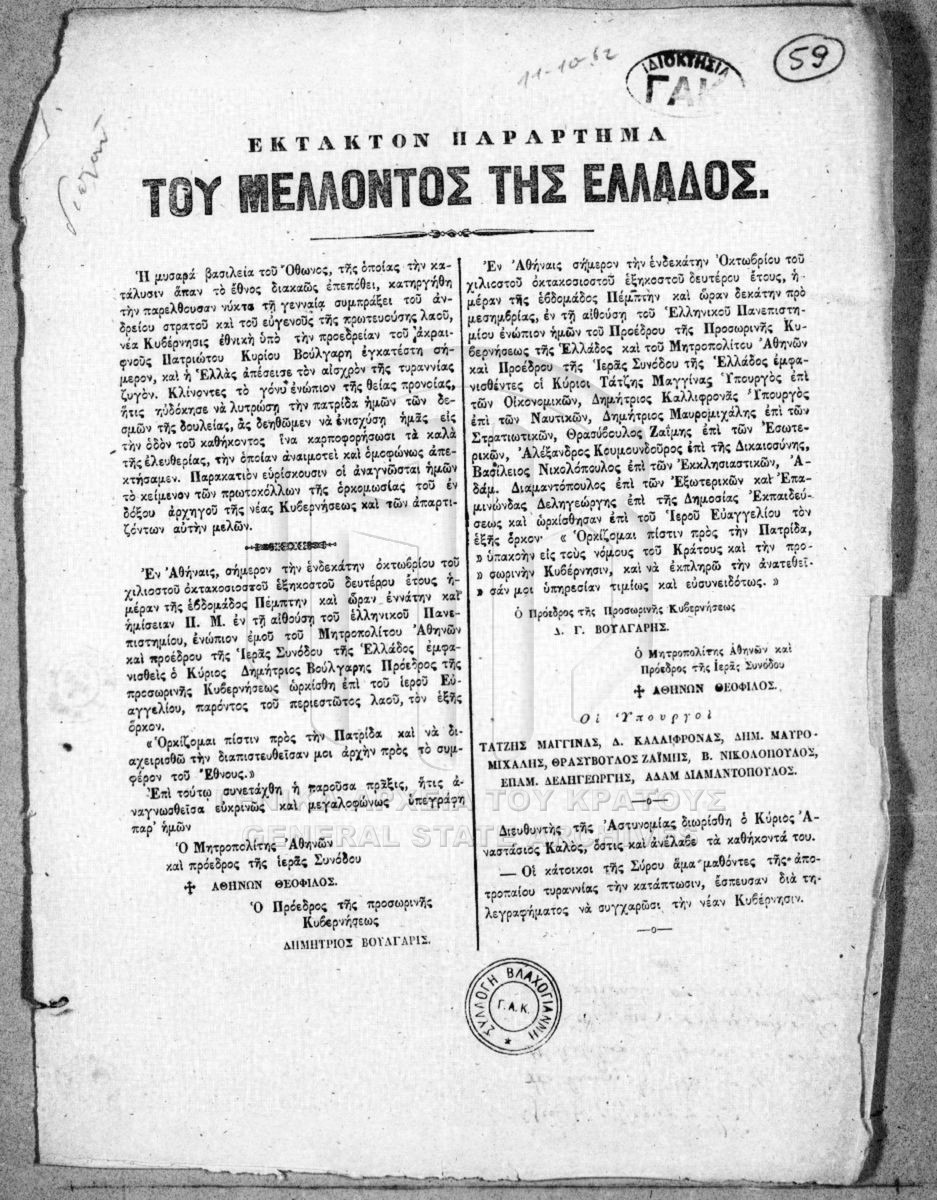 11-10-62
59
ΙΔΙΟΚΤΗΣΙΑ
ΓΑΚ
ΕΚΤΑΚΤΟΝ ΠΑΡΑΡΤΗΜΑ
ΤΟΥ ΜΕΛΛΟΝΤΟΣ ΤΗΣ ΕΛΛΑΔΟΣ.
Ἡ μυσαρά βασιλεία τοῦ Ὄθωνος, τῆς ὁποίας τὴν κα-
τάλυσιν ἅπαν τὸ ἔθνος διακαῶς ἐπεπόθει, κατηργήθη
τὴν παρελθοῦσαν νύκτα τῇ γενναίᾳ συμπράξει τοῦ ἀν-
δρείου στρατοῦ καὶ τοῦ εὐγενοῦς τῆς πρωτευούσης λαοῦ,
νέα Κυβέρνησις ἐθνικὴ ὑπὸ τὴν προεδρείαν τοῦ ἀκραι-
φνοῦς Πατριώτου Κυρίου Βούλγαρη ἐγκατέστη σή-
μερον, καὶ ἡ Ἑλλὰς ἀπέσεισε τὸν αἰσχρὸν τῆς τυραννίας
ζυγόν. Κλίνοντες τὸ γόνυ ἐνώπιον τῆς θείας προνοίας,
ἥτις ηὐδόκησε νὰ λυτρώσῃ τὴν πατρίδα ἡμῶν τῶν δε-
σμῶν τῆς δουλείας, ἂς δεηθῶμεν νὰ ἐνισχύσῃ ἡμᾶς εἰς
τὴν ὁδὸν τοῦ καθήκοντος ἵνα καρποφορήσωσι τὰ καλὰ
τῆς ἐλευθερίας, τὴν ὁποίαν ἀναιμοτεὶ καὶ ὁμοφώνως ἀπε-
κτήσαμεν. Παρακατιὸν εὑρίσκουσιν οἱ ἀναγνῶσται ἡμῶν
τὸ κείμενον τῶν πρωτοκόλλων τῆς ὁρκομωσίας τοῦ ἐν
δόξου ἀρχηγοῦ τῆς νέας Κυβερνήσεως καὶ τῶν ἀπαρτι-
ζόντων αὐτὴν μελῶν.
Ἐν Ἀθήναις, σήμερον τὴν ἑνδεκάτην ὀκτωβρίου τοῦ
χιλιοστοῦ ὀκτακοσιοστοῦ ἑξηκοστοῦ δευτέρου ἔτους ἡ-
μέραν τῆς ἑβδομάδος Πέμπτην καὶ ὥραν ἐννάτην καὶ
ἡμίσειαν Π. Μ. ἐν τῇ αἰθούσῃ τοῦ ἑλληνικοῦ Πανε-
πιστημίου, ἐνώπιον ἐμοῦ τοῦ Μητροπολίτου Ἀθηνῶν
καὶ προέδρου τῆς Ἱερᾶς Συνόδου τῆς Ἑλλάδος ἐμφα-
νισθεὶς ὁ Κύριος Δημήτριος Βούλγαρης Πρόεδρος τῆς
προσωρινῆς Κυβερνήσεως ὡρκίσθη ἐπὶ τοῦ ἱεροῦ Εὐ-
αγγελίου, παρόντος τοῦ περιεστῶτος λαοῦ, τὸν ἑξῆς
ὅρκον.
«Ὁρκίζομαι πίστιν πρὸς τὴν Πατρίδα καὶ νὰ δι-
αχειρισθῶ τὴν διαπιστευθεῖσαν μοι ἀρχὴν πρὸς τὸ συμ-
φέρον τοῦ Ἔθνους.»
Ἐπὶ τούτῳ συνετάχθη ἡ παροῦσα πρᾶξις, ἥτις ἀ-
ναγνωσθεῖσα εὐκρινῶς καὶ μεγαλοφώνως ὑπεγράφη
παρ' ἡμῶν
Ὁ Μητροπολίτης Ἀθηνῶν
καὶ πρόεδρος τῆς ἱερᾶς Συνόδου
✝ ΑΘΗΝΩΝ ΘΕΟΦΙΛΟΣ.
Ὁ Πρόεδρος τῆς προσωρινῆς
Κυβερνήσεως
ΔΗΜΗΤΡΙΟΣ ΒΟΥΛΓΑΡΙΣ.
Ἐν Ἀθήναις σήμερον τὴν ἑνδεκάτην Ὀκτωβρίου τοῦ
χιλιοστοῦ ὀκτακοσιοστοῦ ἑξηκοστοῦ δευτέρου ἔτους, ἡ-
μέραν τῆς ἑβδομάδος Πέμπτην καὶ ὥραν δεκάτην πρὸ
μεσημβρίας, ἐν τῇ αἰθούσῃ τοῦ Ἑλληνικοῦ Πανεπιστη-
μίου ἐνώπιον ἡμῶν τοῦ Προέδρου τῆς Προσωρινῆς Κυ-
βερνήσεως τῆς Ἑλλάδος καὶ τοῦ Μητροπολίτου Ἀθηνῶν
καὶ Προέδρου τῆς Ἱερᾶς Συνόδου τῆς Ἑλλάδος ἐμφα-
νισθέντες οἱ Κύριοι Τάτζης Μαγγίνας Ὑπουργὸς ἐπὶ
τῶν Οἰκονομικῶν, Δημήτριος Καλλιφρονᾶς Ὑπουργὸς
ἐπὶ τῶν Ναυτικῶν, Δημήτριος Μαυρομιχάλης ἐπὶ τῶν
Στρατιωτικῶν, Θρασύβουλος Ζαΐμης ἐπὶ τῶν Ἐσωτε-
ρικῶν, Ἀλέξανδρος Κουμουνδοῦρος ἐπὶ τῆς Δικαιοσύνης,
Βασίλειος Νικολόπουλος ἐπὶ τῶν Ἐκκλησιαστικῶν, Ἀ-
δάμ. Διαμαντόπουλος ἐπὶ τῶν Ἐξωτερικῶν καὶ Ἐπα-
μινώνδας Δεληγεώργης ἐπὶ τῆς Δημοσίας Ἐκπαιδεύ-
σεως καὶ ὡρκίσθησαν ἐπὶ τοῦ Ἱεροῦ Εὐαγγελίου τὸν
ἑξῆς ὅρκον· « Ὁρκίζομαι πίστιν πρὸς τὴν Πατρίδα,
» ὑπακοὴν εἰς τοὺς νόμους τοῦ Κράτους καὶ τὴν προ-
» σωρινὴν Κυβέρνησιν, καὶ νὰ ἐκπληρῶ τὴν ἀνατεθεῖ-
» σάν μοι ὑπηρεσίαν τιμίως καὶ εὐσυνειδότως. »
Ὁ Πρόεδρος τῆς Προσωρινῆς Κυβερνήσεως
Δ. Γ. ΒΟΥΛΓΑΡΗΣ.
Ὁ Μητροπολίτης Ἀθηνῶν καὶ
Πρόεδρος τῆς Ἱερᾶς Συνόδου
✝ ΑΘΗΝΩΝ ΘΕΟΦΙΛΟΣ.
Οἱ Ὑπουργοὶ
ΤΑΤΖΗΣ ΜΑΓΓΙΝΑΣ, Δ. ΚΑΛΛΙΦΡΟΝΑΣ, ΔΗΜ. ΜΑΥΡΟ-
ΜΙΧΑΛΗΣ, ΘΡΑΣΥΒΟΥΛΟΣ ΖΑΪΜΗΣ, Β. ΝΙΚΟΛΟΠΟΥΛΟΣ,
ΕΠΑΜ. ΔΕΛΗΓΕΩΡΓΗΣ, ΑΔΑΜ ΔΙΑΜΑΝΤΟΠΟΥΛΟΣ.
Διευθυντὴς τῆς Ἀστυνομίας διωρίσθη ὁ Κύριος Ἀ-
ναστάσιος Καλὸς, ὅστις καὶ ἀνέλαβε τὰ καθήκοντά του.
— Οἱ κάτοικοι τῆς Σύρου ἅμα μαθόντες τῆς ἀπο-
τροπαίου τυραννίας τὴν κατάπτωσιν, ἔσπευσαν διὰ τη-
λεγραφήματος νὰ συγχαρῶσι τὴν νέαν Κυβέρνησιν.
ΓΕΝΙΚΑ ΑΡΧΕΙΑ ΤΟΥ ΚΡΑΤΟΥΣ
GENERAL STATE ARCHIVES
ΣΥΛΛΟΓΗ ΒΛΑΧΟΓΙΑΝΝΗ
Γ.Α.Κ.